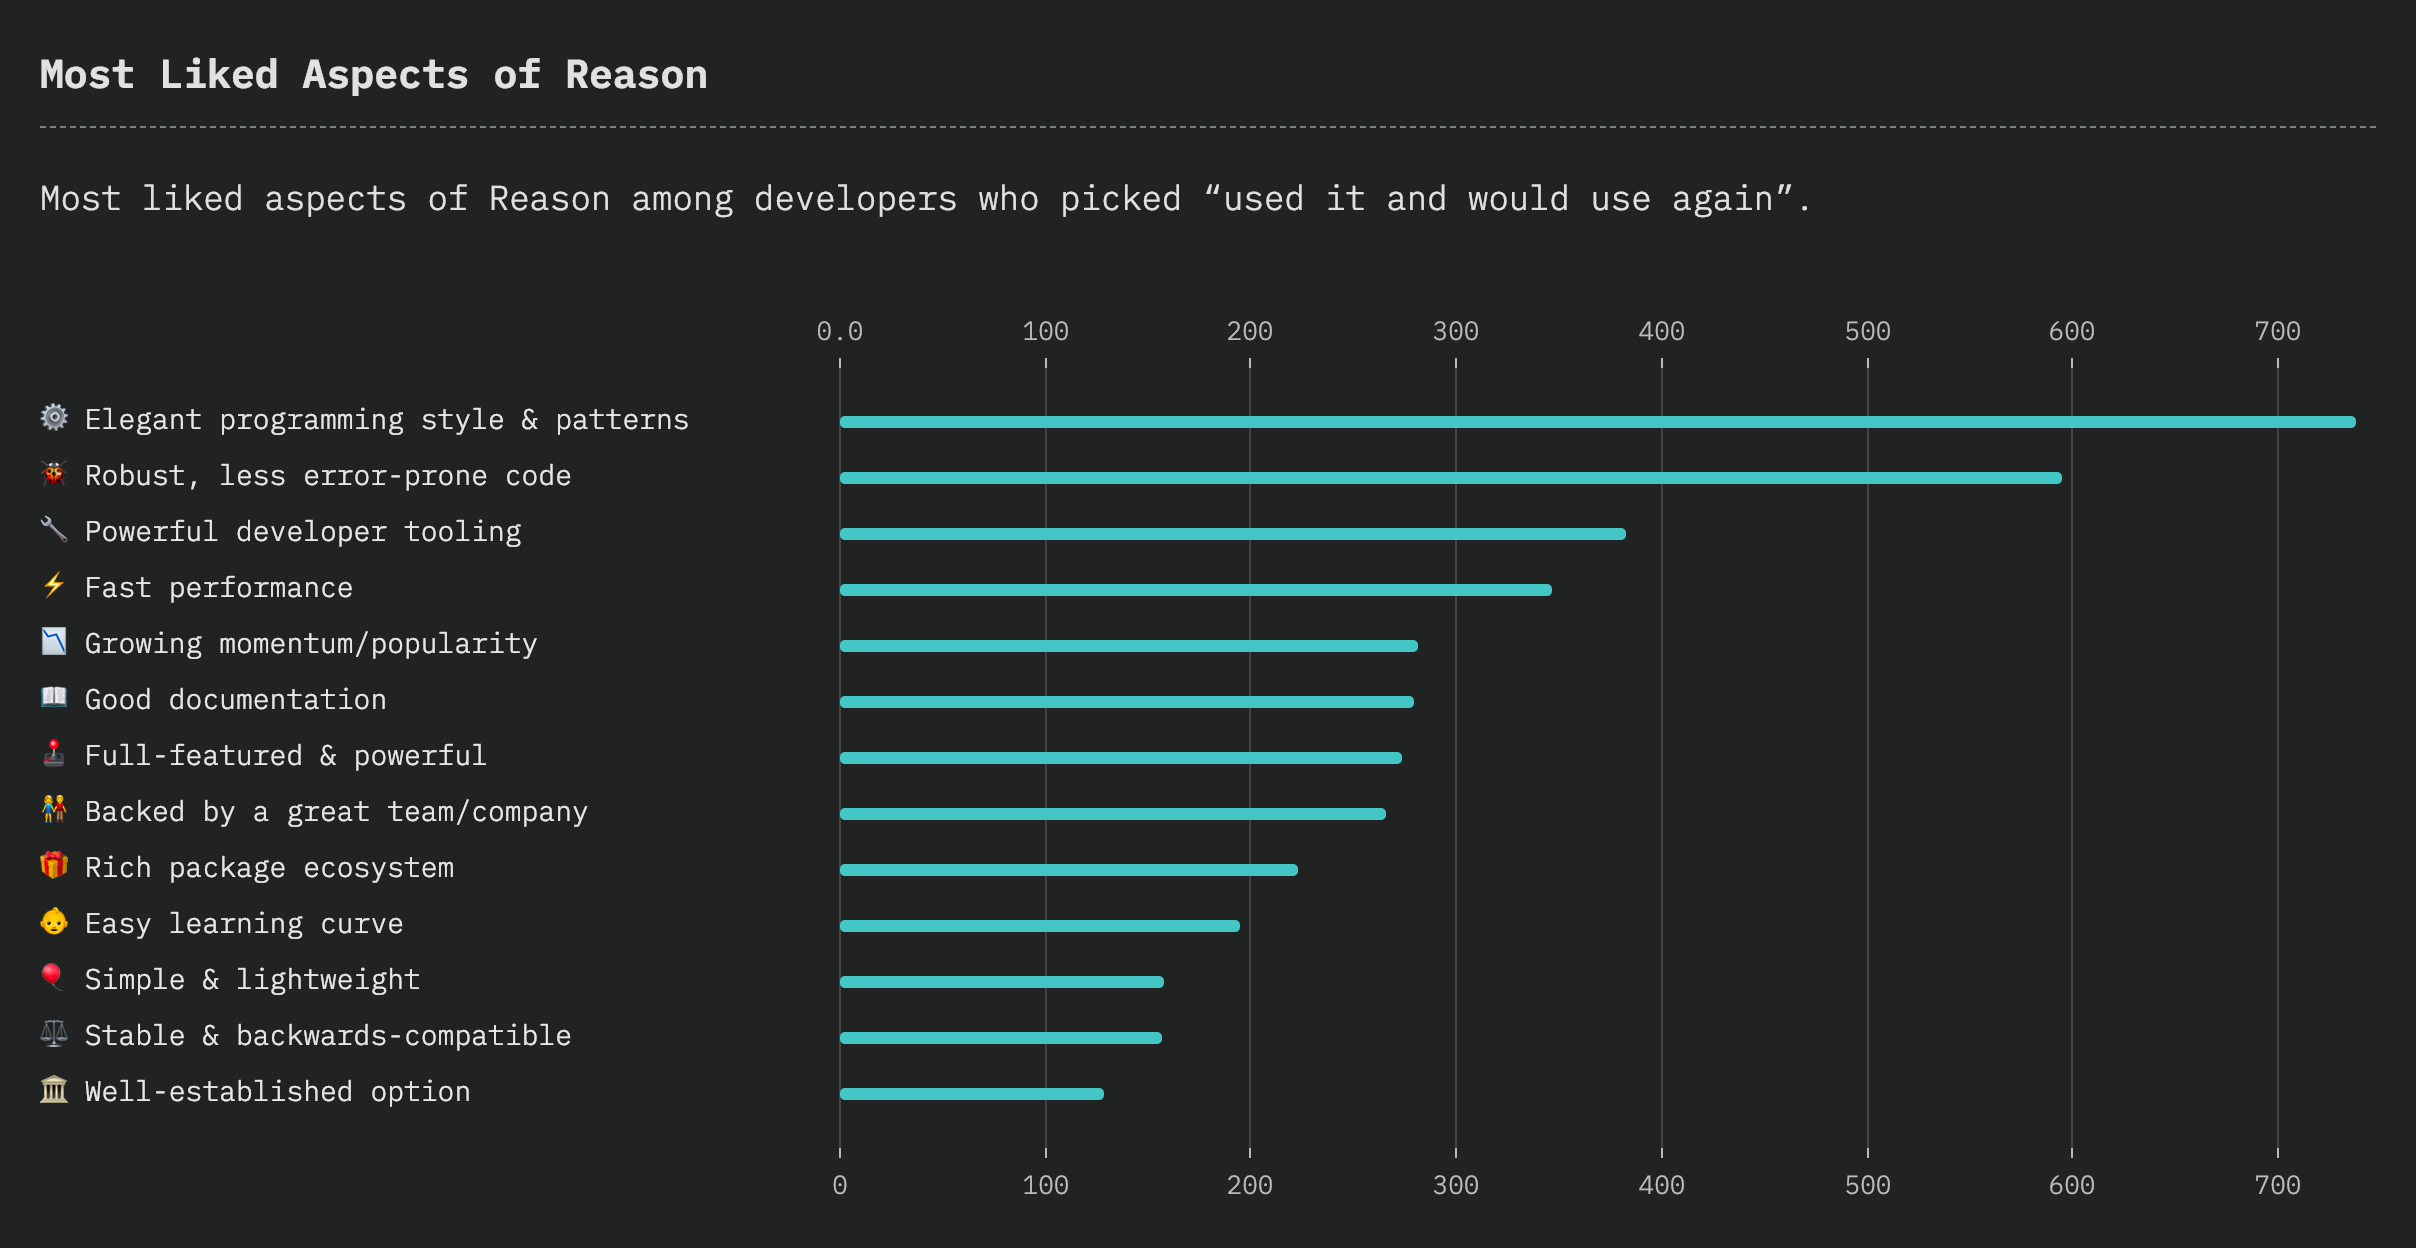 Most Liked Aspects of Reason
Most liked aspects of Reason among developers who picked “used it and would use again”.
0.0 100 200 300 400 500 600 700
Elegant programming style & patterns
Robust, less error-prone code
Powerful developer tooling
Fast performance
Growing momentum/popularity
Good documentation
Full-featured & powerful
Backed by a great team/company
Rich package ecosystem
Easy learning curve
Simple & lightweight
Stable & backwards-compatible
Well-established option
0 100 200 300 400 500 600 700